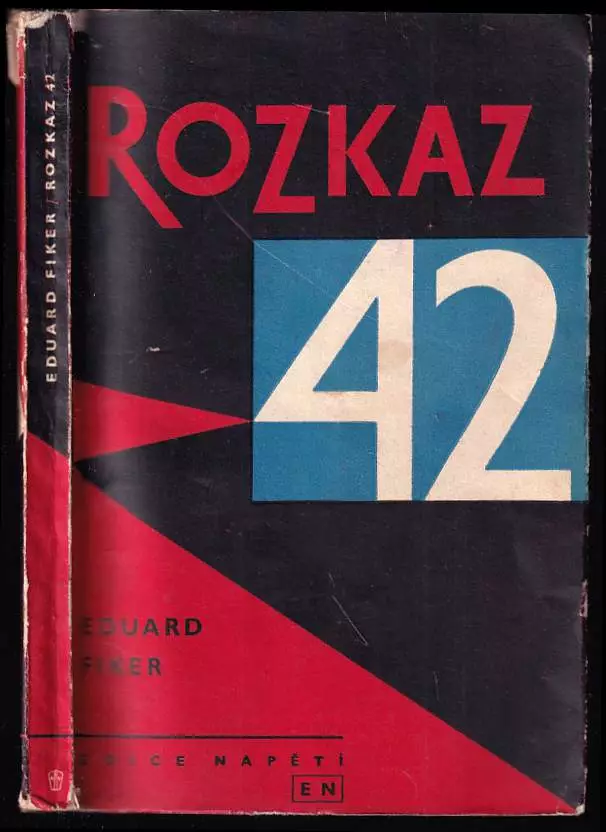 EDUARD FIKER / ROZKAZ 42
ROZKAZ
42
EDUARD
FIKER
EDICE NAPĚTÍ
EN